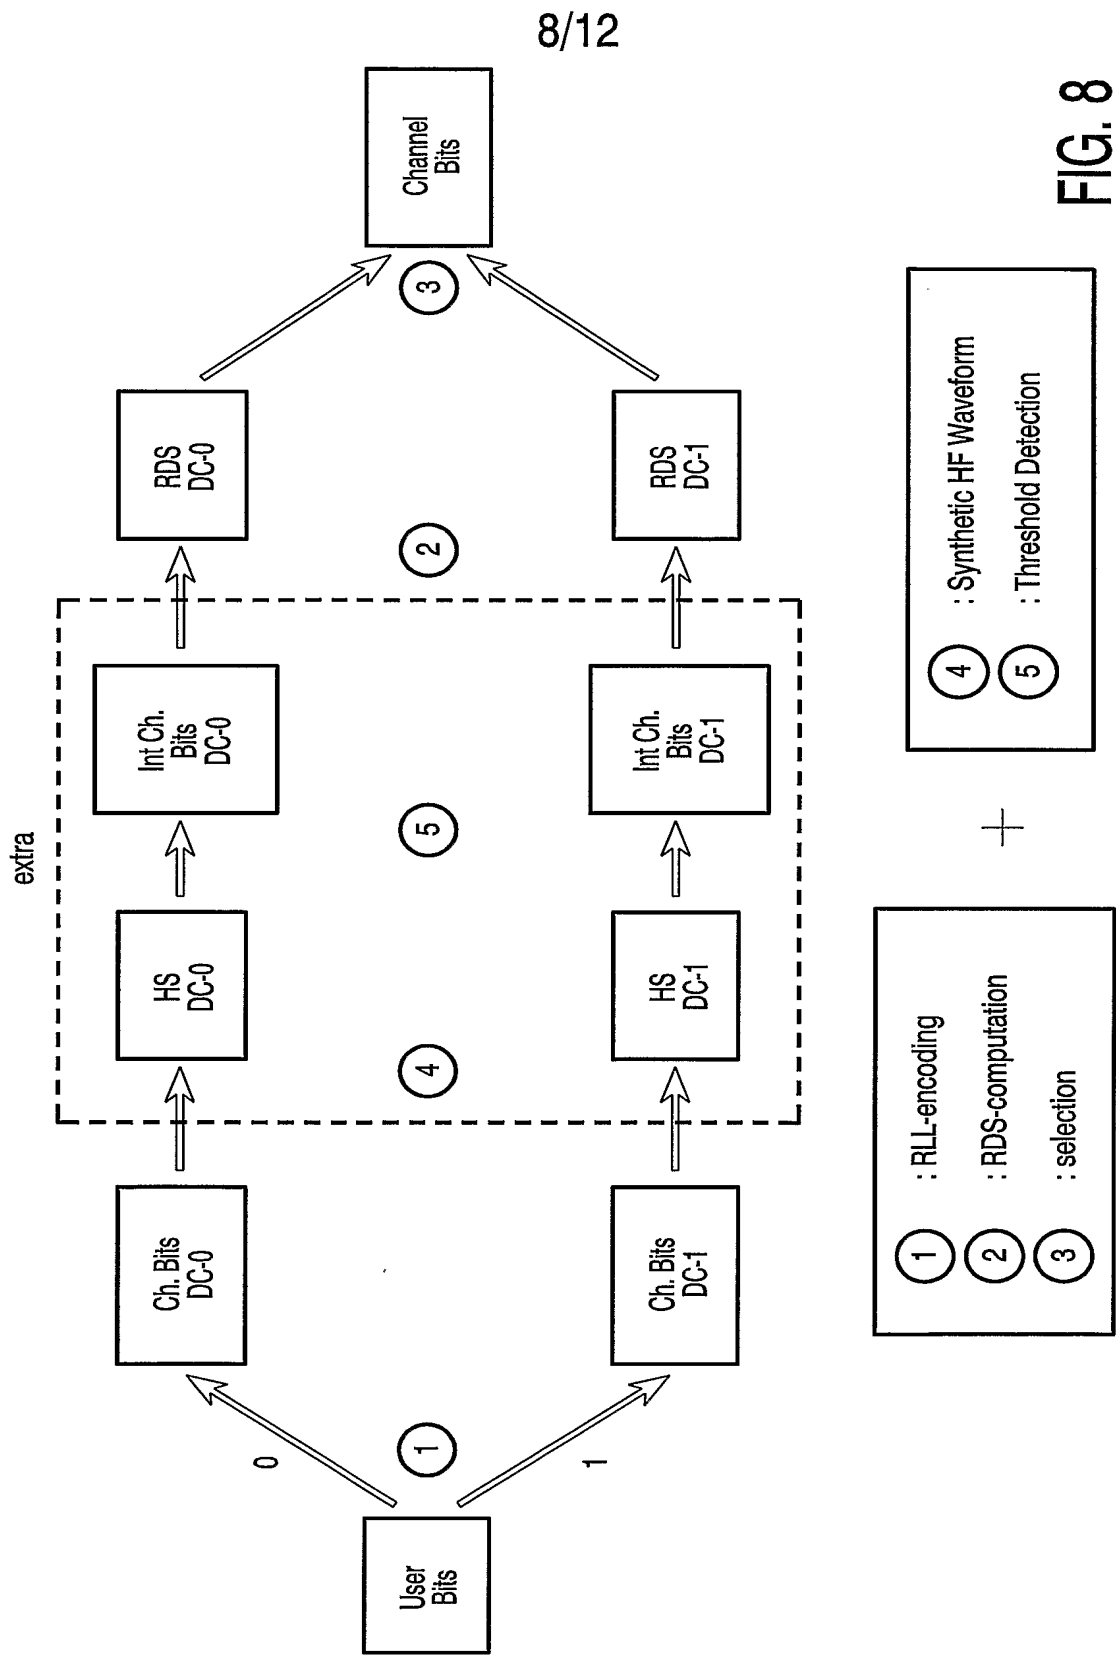 8/12
extra
User
Bits
0
1
1
Ch. Bits
DC-0
Ch. Bits
DC-1
4
HS
DC-0
HS
DC-1
5
Int Ch.
Bits
DC-0
Int Ch.
Bits
DC-1
2
RDS
DC-0
RDS
DC-1
3
Channel
Bits
1 : RLL-encoding
2 : RDS-computation
3 : selection
+
4 : Synthetic HF Waveform
5 : Threshold Detection
FIG. 8